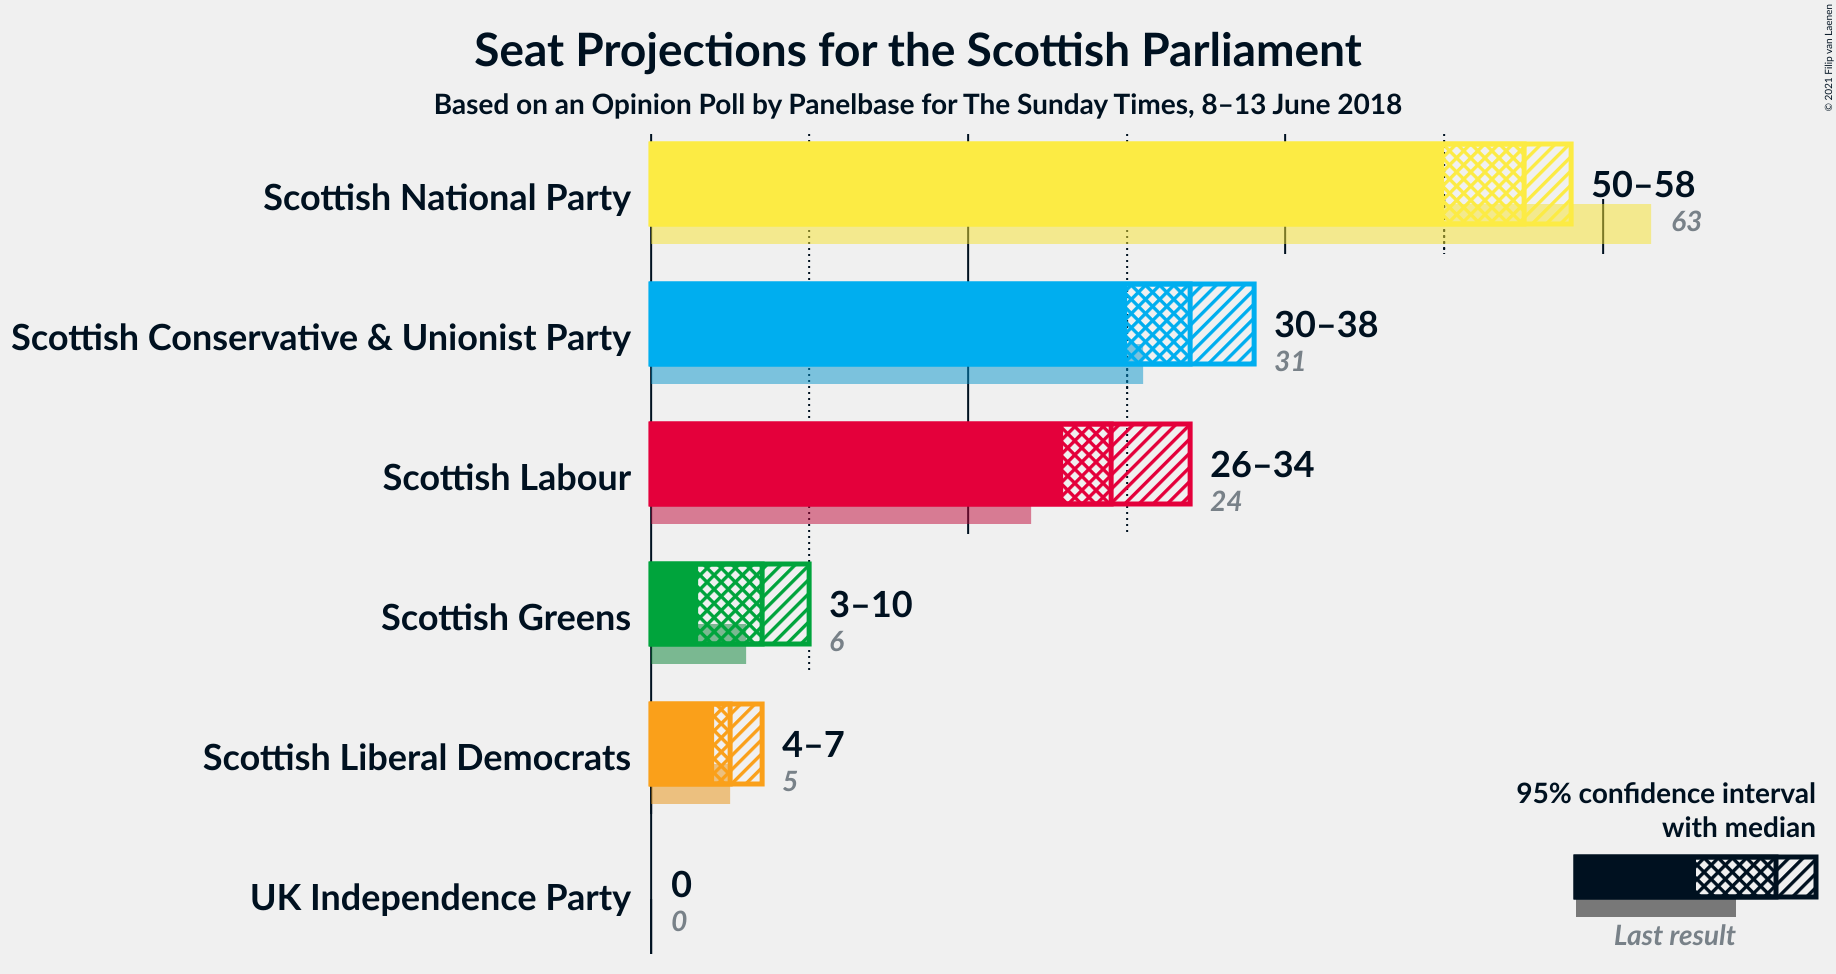 Seat Projections for the Scottish Parliament
Based on an Opinion Poll by Panelbase for The Sunday Times, 8–13 June 2018
© 2021 Filip van Laenen
Scottish National Party
50–58
63
Scottish Conservative & Unionist Party
30–38
31
Scottish Labour
26–34
24
Scottish Greens
3–10
6
Scottish Liberal Democrats
4–7
5
UK Independence Party
0
0
95% confidence interval
with median
Last result